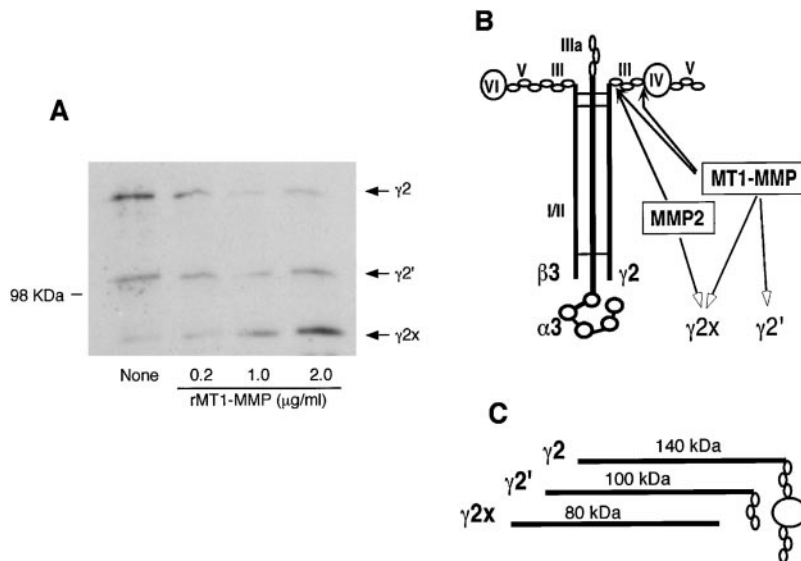 A
γ2
γ2'
98 KDa
γ2x
None 0.2 1.0 2.0
rMT1-MMP (μg/ml)
B
IIIa
V III III V
VI IV
MT1-MMP
I/II
MMP2
β3 γ2
γ2x γ2'
α3
C
γ2 140 kDa
γ2' 100 kDa
γ2x 80 kDa